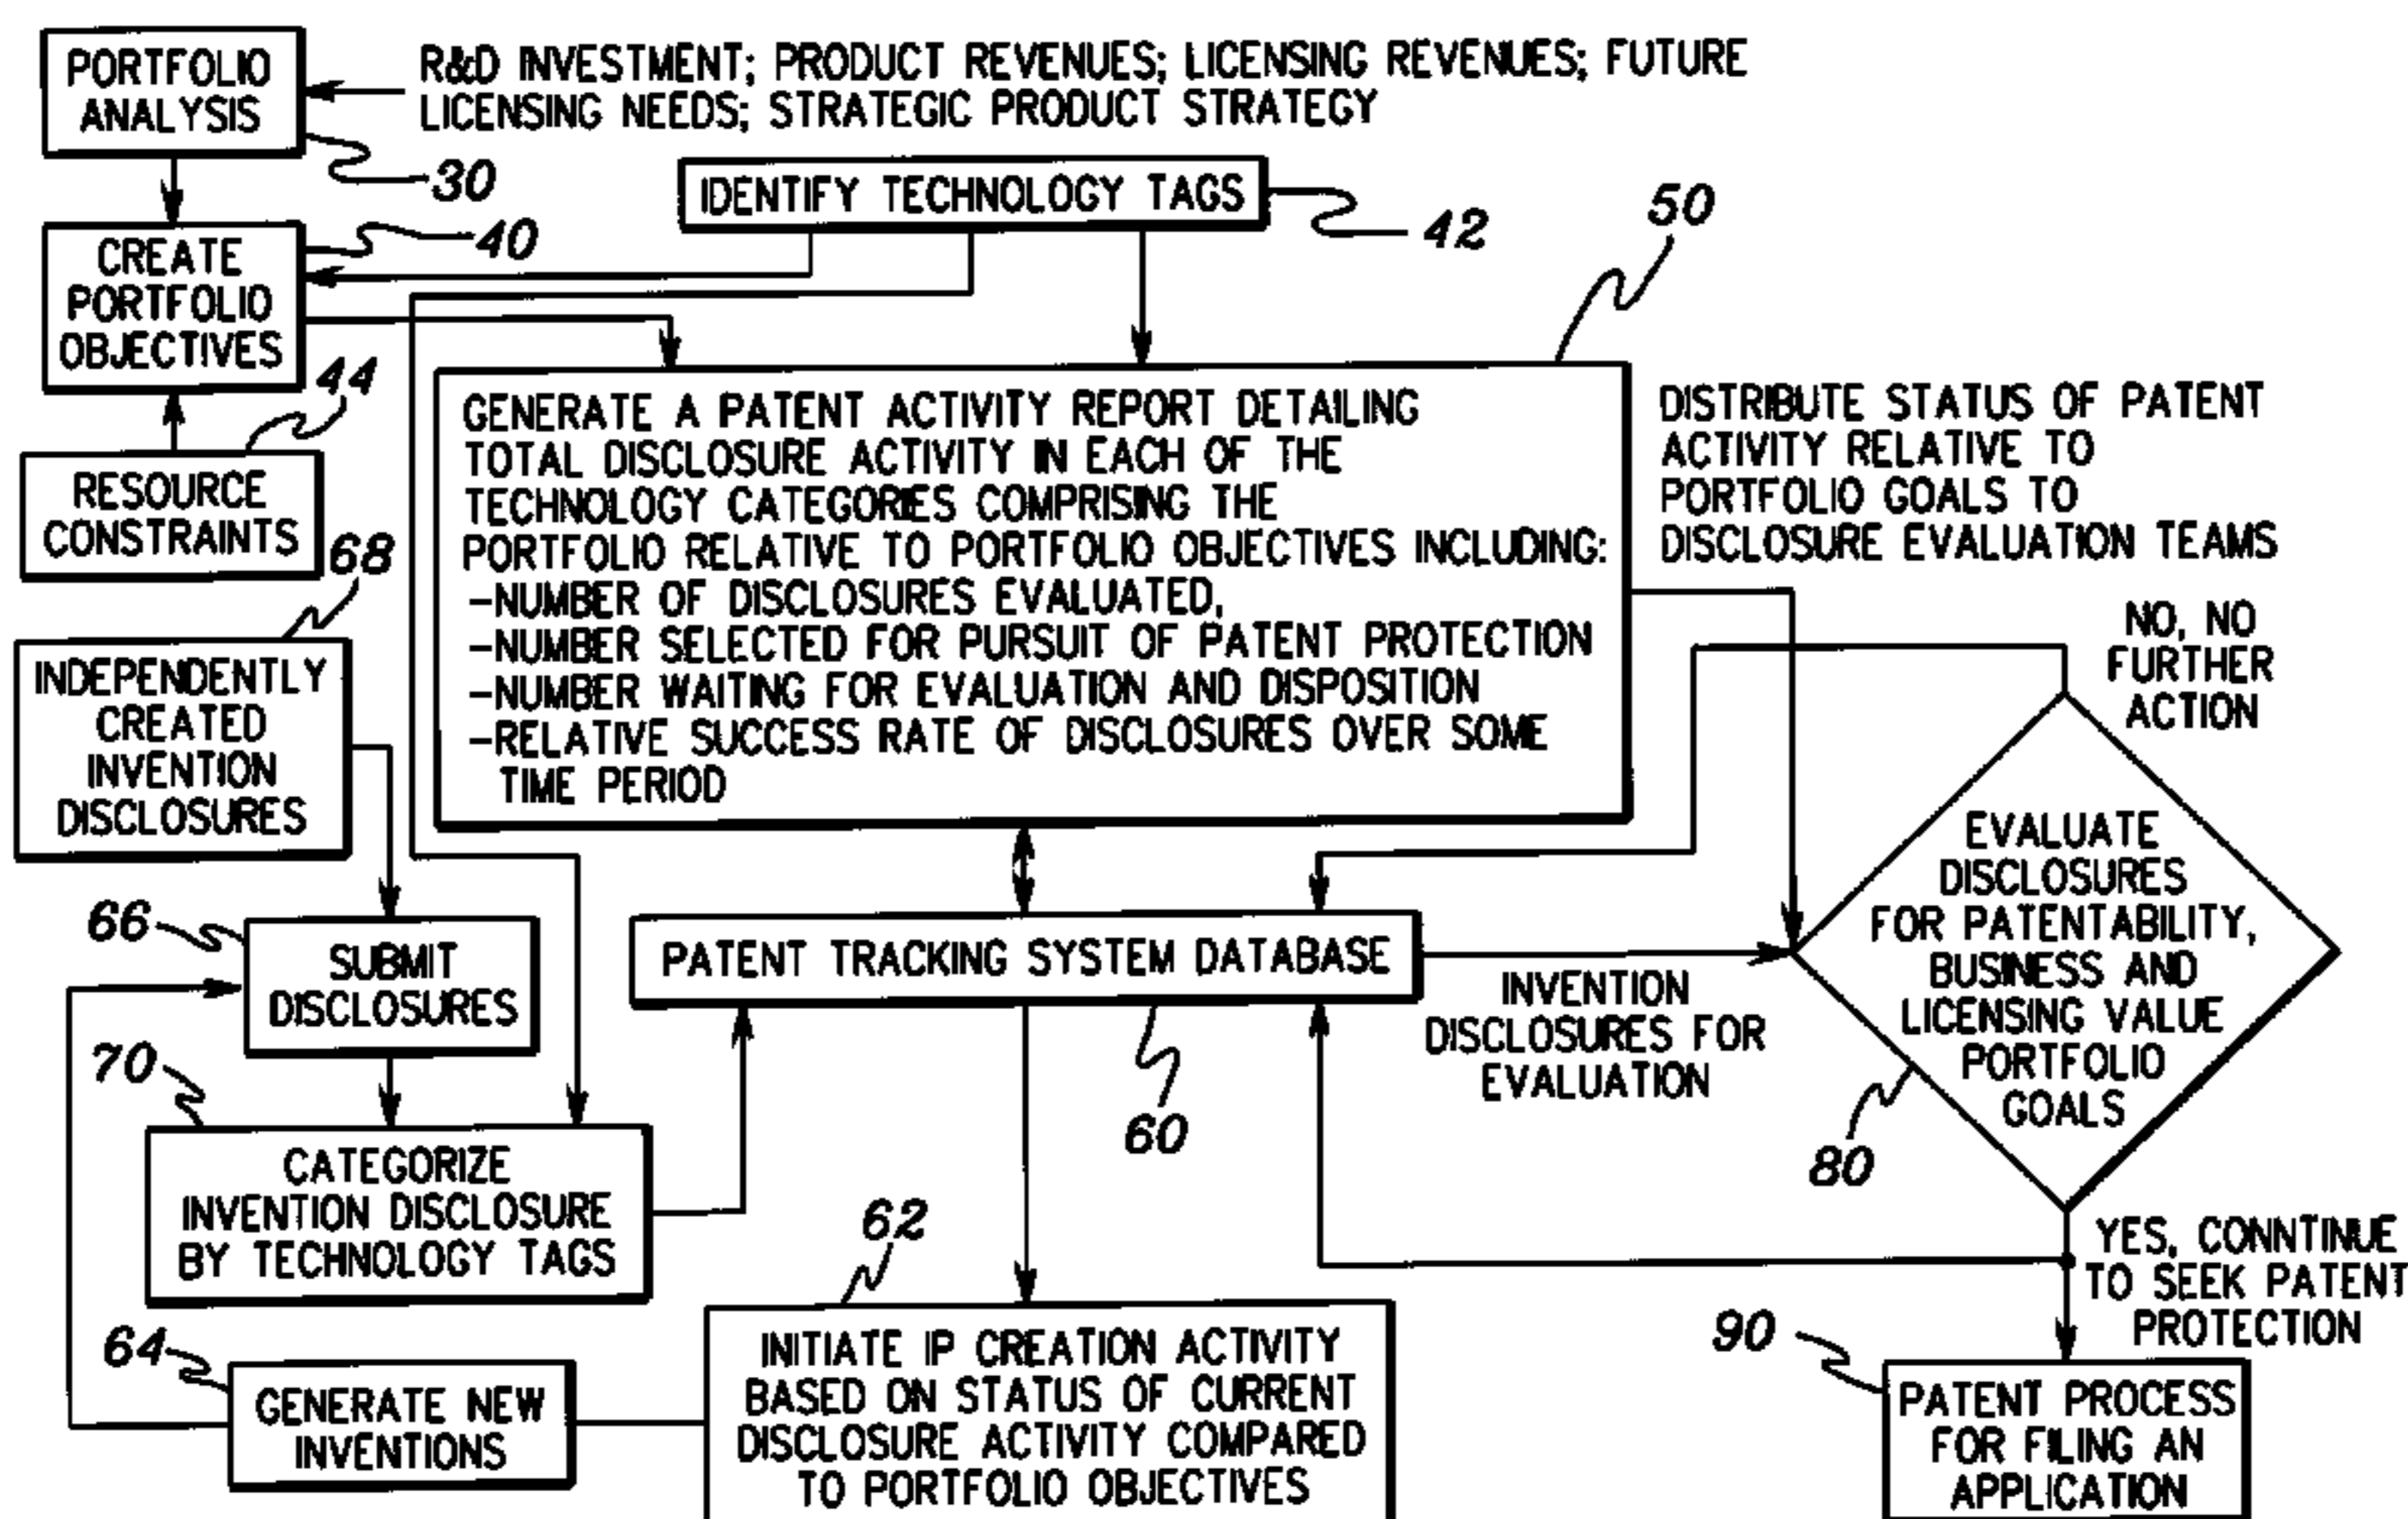 PORTFOLIO
ANALYSIS
R&D INVESTMENT; PRODUCT REVENUES; LICENSING REVENUES; FUTURE
LICENSING NEEDS; STRATEGIC PRODUCT STRATEGY
30
IDENTIFY TECHNOLOGY TAGS
42
50
40
CREATE
PORTFOLIO
OBJECTIVES
44
RESOURCE
CONSTRAINTS
GENERATE A PATENT ACTIVITY REPORT DETAILING
TOTAL DISCLOSURE ACTIVITY IN EACH OF THE
TECHNOLOGY CATEGORIES COMPRISING THE
PORTFOLIO RELATIVE TO PORTFOLIO OBJECTIVES INCLUDING:
-NUMBER OF DISCLOSURES EVALUATED,
-NUMBER SELECTED FOR PURSUIT OF PATENT PROTECTION
-NUMBER WAITING FOR EVALUATION AND DISPOSITION
-RELATIVE SUCCESS RATE OF DISCLOSURES OVER SOME
TIME PERIOD
DISTRIBUTE STATUS OF PATENT
ACTIVITY RELATIVE TO
PORTFOLIO GOALS TO
DISCLOSURE EVALUATION TEAMS
68
INDEPENDENTLY
CREATED
INVENTION
DISCLOSURES
NO, NO
FURTHER
ACTION
EVALUATE
DISCLOSURES
FOR PATENTABILITY,
BUSINESS AND
LICENSING VALUE
PORTFOLIO
GOALS
80
66
SUBMIT
DISCLOSURES
PATENT TRACKING SYSTEM DATABASE
60
INVENTION
DISCLOSURES FOR
EVALUATION
70
CATEGORIZE
INVENTION DISCLOSURE
BY TECHNOLOGY TAGS
62
YES, CONNTINUE
TO SEEK PATENT
PROTECTION
64
GENERATE NEW
INVENTIONS
INITIATE IP CREATION ACTIVITY
BASED ON STATUS OF CURRENT
DISCLOSURE ACTIVITY COMPARED
TO PORTFOLIO OBJECTIVES
90
PATENT PROCESS
FOR FILING AN
APPLICATION